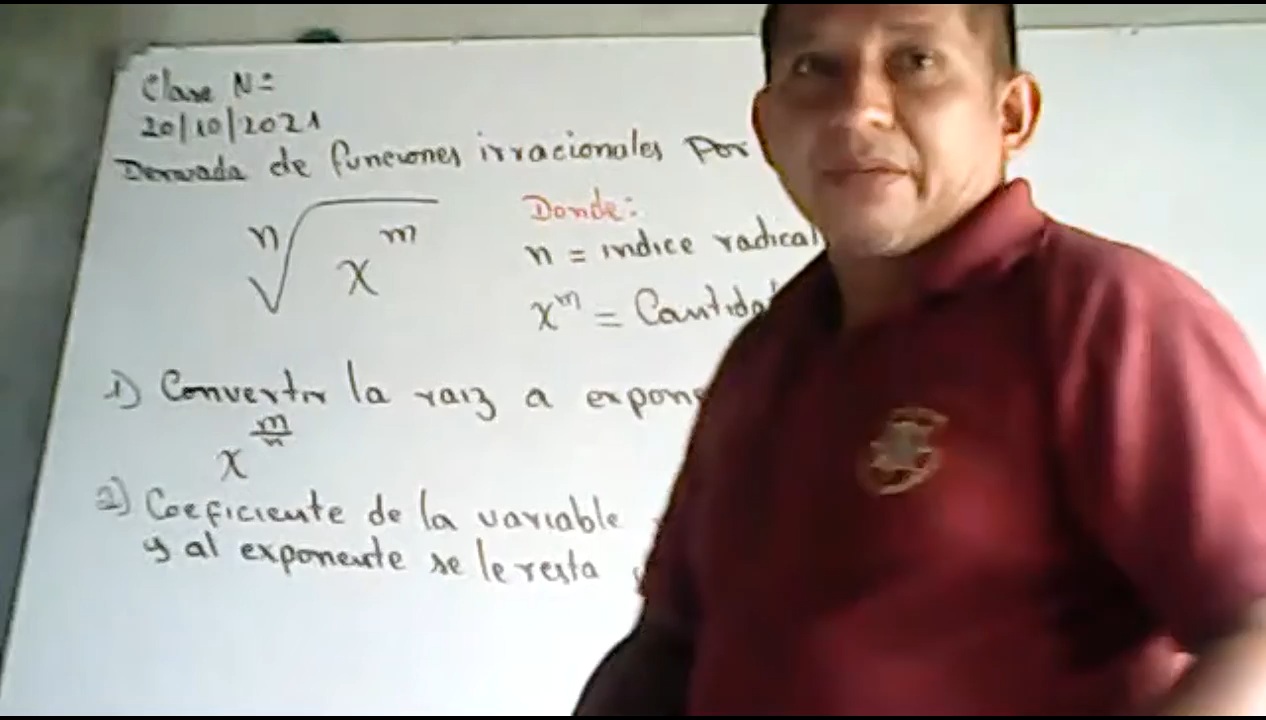 Clase N=
20/10/2021
Derivada de funciones irracionales Por
n√x^m
Donde:
n = indice radical
x^m = Cantida
1) Convertir la raiz a expone
x^(m/n)
2) Coeficiente de la variable
y al exponente se le resta